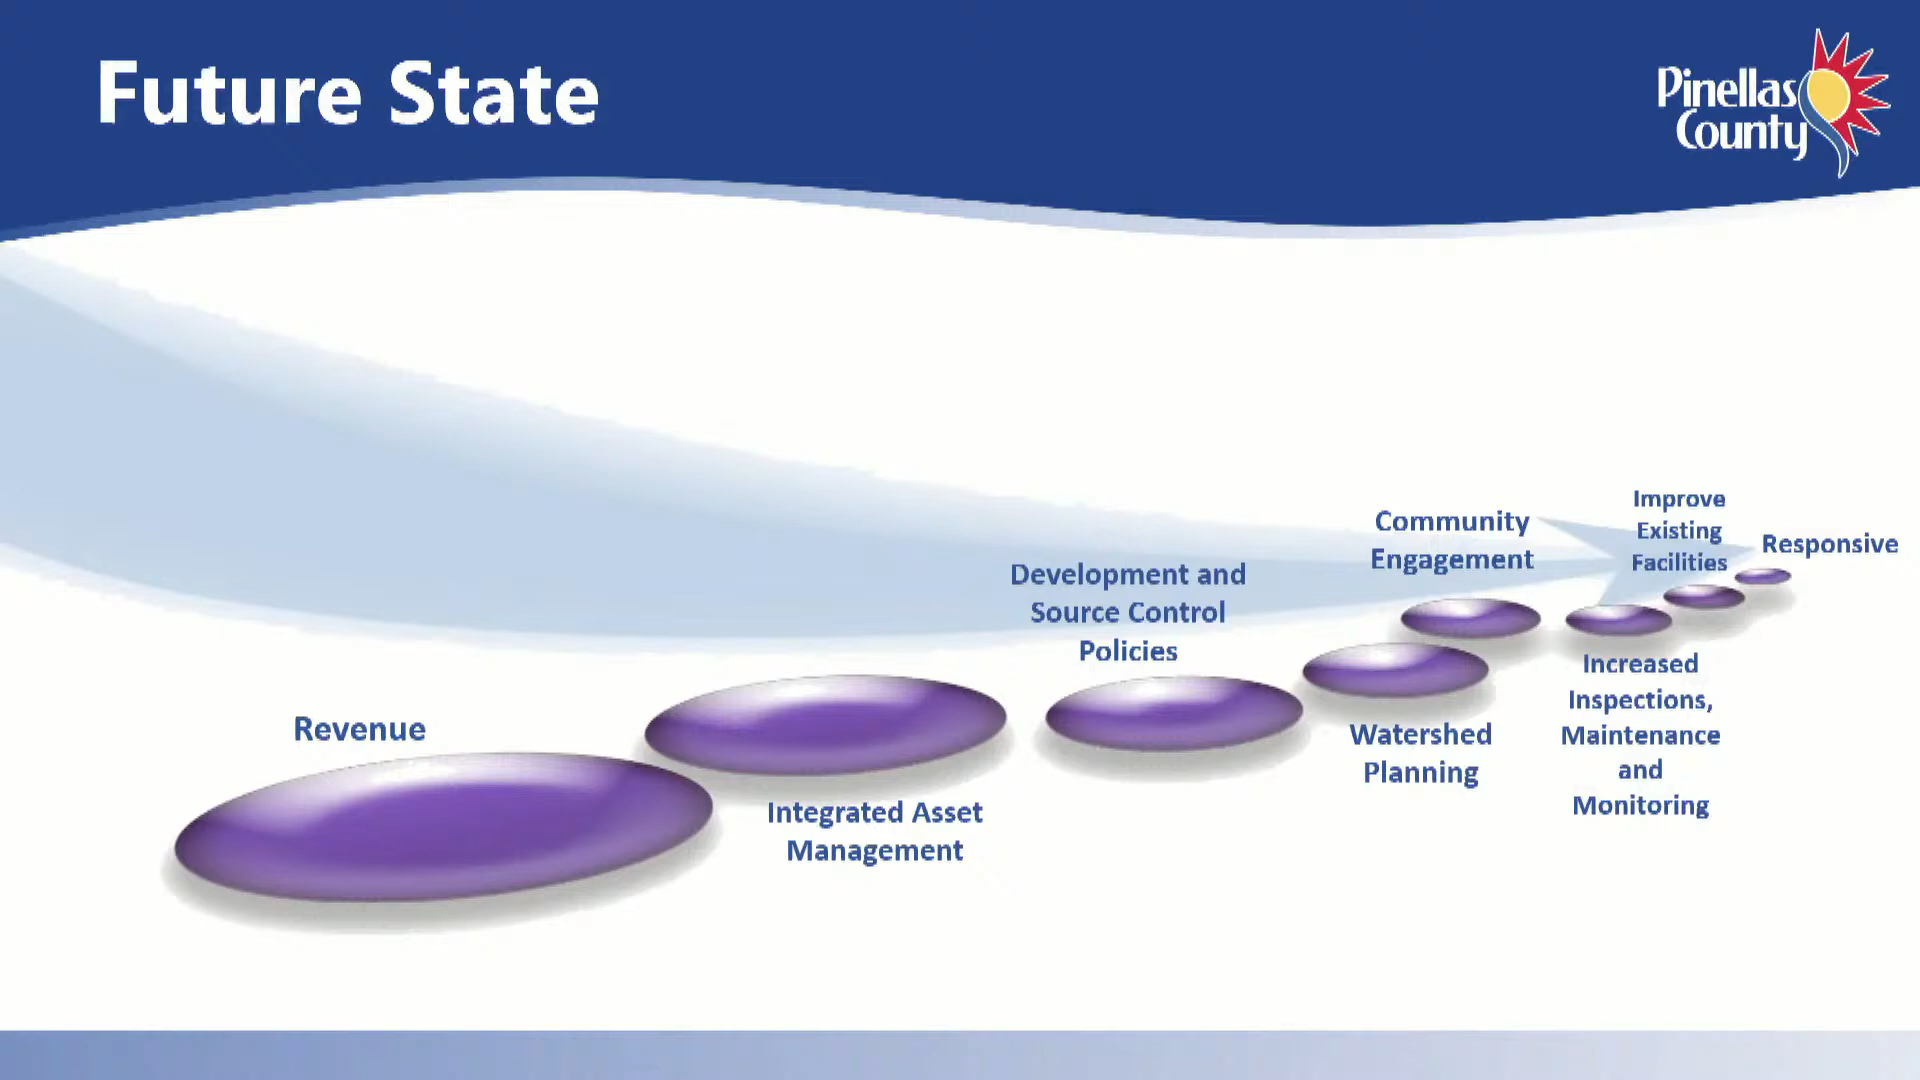 Future State
Pinellas
County
Revenue
Integrated Asset
Management
Development and
Source Control
Policies
Watershed
Planning
Community
Engagement
Increased
Inspections,
Maintenance
and
Monitoring
Improve
Existing
Facilities
Responsive